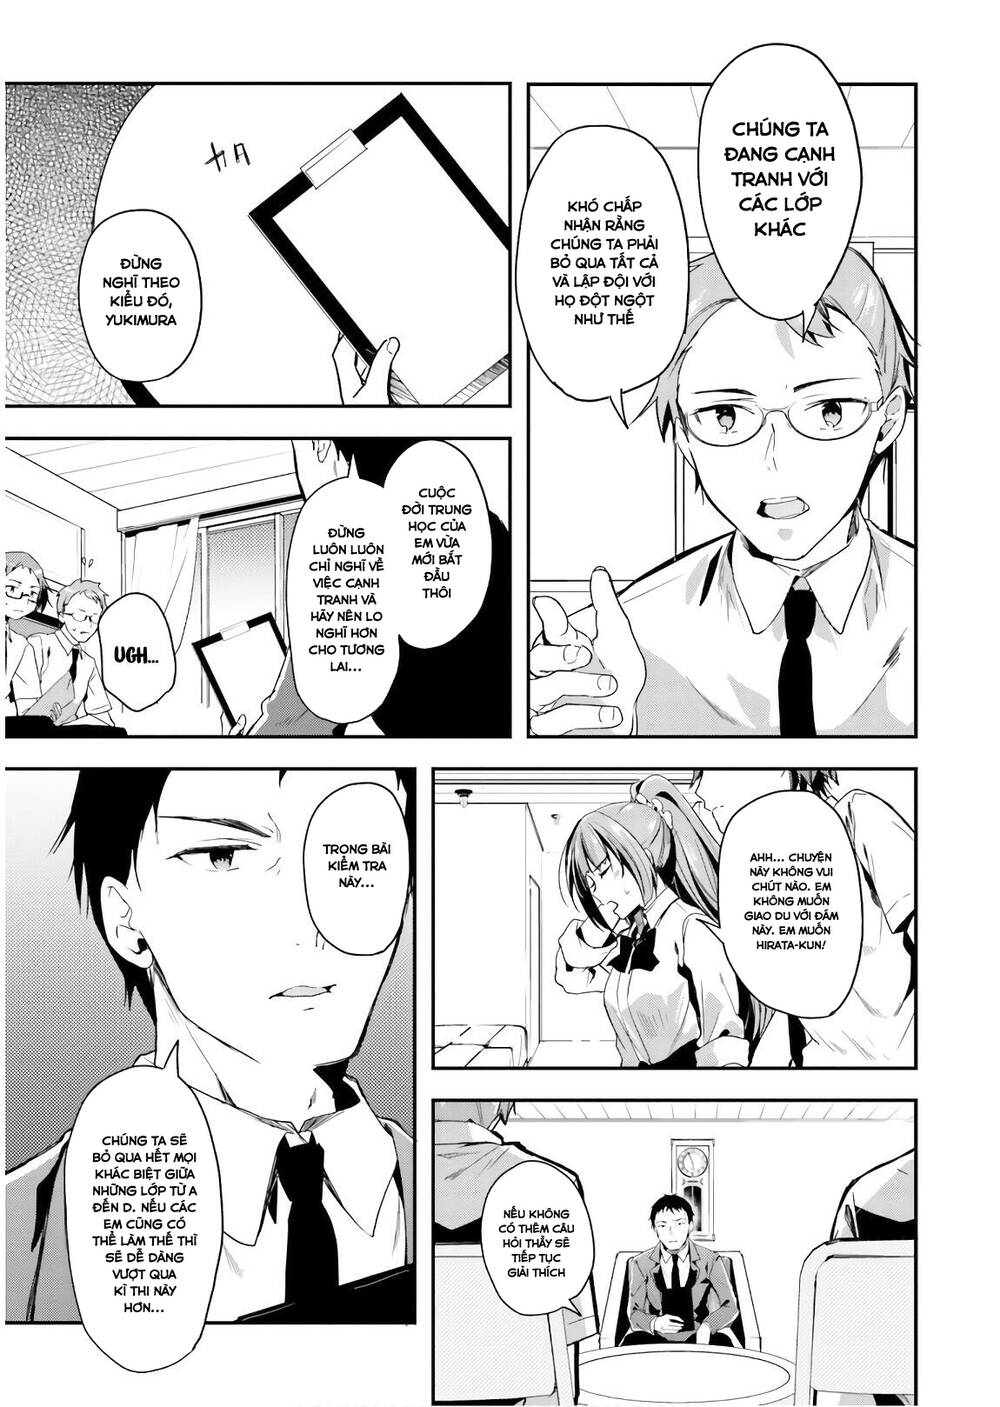 CHÚNG TA
ĐANG CẠNH
TRANH VỚI
CÁC LỚP
KHÁC
KHÓ CHẤP
NHẬN RẰNG
CHÚNG TA PHẢI
BỎ QUA TẤT CẢ
VÀ LẬP ĐỘI VỚI
HỌ ĐỘT NGỘT
NHƯ THẾ
カタ
ĐỪNG
NGHĨ THEO
KIỂU ĐÓ,
YUKIMURA
CUỘC
ĐỜI TRUNG
HỌC CỦA
EM VỪA
MỚI BẮT
ĐẦU
THÔI
ĐỪNG
LUÔN LUÔN
CHỈ NGHĨ VỀ
VIỆC CẠNH
TRANH VÀ
HÃY NÊN LO
NGHĨ HƠN
CHO TƯƠNG
LAI...
UGH...
AHH... CHUYỆN
NÀY KHÔNG VUI
CHÚT NÀO. EM
KHÔNG MUỐN
GIAO DU VỚI ĐÁM
NÀY. EM MUỐN
HIRATA-KUN!
TRONG BÀI
KIỂM TRA
NÀY...
CHÚNG TA SẼ
BỎ QUA HẾT MỌI
KHÁC BIỆT GIỮA
NHỮNG LỚP TỪ A
ĐẾN D. NẾU CÁC
EM CŨNG CÓ
THỂ LÀM THẾ THÌ
SẼ DỄ DÀNG
VƯỢT QUA
KÌ THI NÀY
HƠN...
NẾU KHÔNG
CÓ THÊM CÂU
HỎI THẦY SẼ
TIẾP TỤC
GIẢI THÍCH